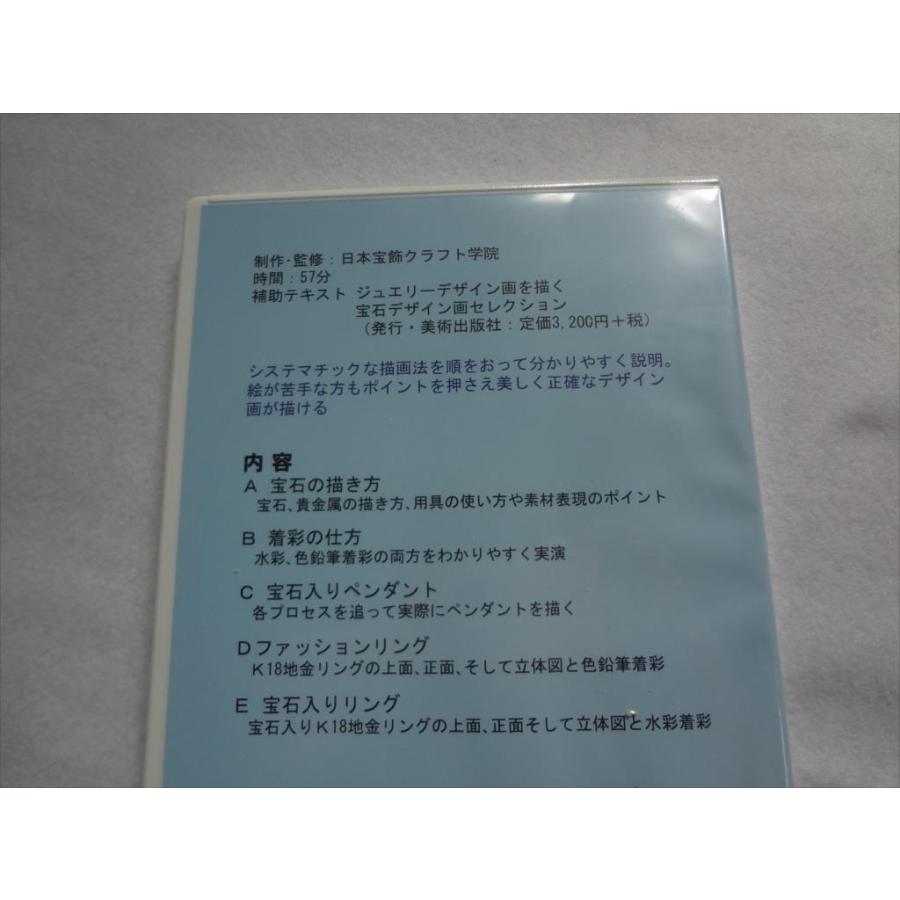 制作・監修：日本宝飾クラフト学院
時間：57分
補助テキスト ジュエリーデザイン画を描く
宝石デザイン画セレクション
（発行・美術出版社：定価3,200円＋税）
システマチックな描画法を順をおって分かりやすく説明。
絵が苦手な方もポイントを押さえ美しく正確なデザイン
画が描ける
内容
A 宝石の描き方
宝石、貴金属の描き方、用具の使い方や素材表現のポイント
B 着彩の仕方
水彩、色鉛筆着彩の両方をわかりやすく実演
C 宝石入りペンダント
各プロセスを追って実際にペンダントを描く
Dファッションリング
K18地金リングの上面、正面、そして立体図と色鉛筆着彩
E 宝石入りリング
宝石入りK18地金リングの上面、正面そして立体図と水彩着彩